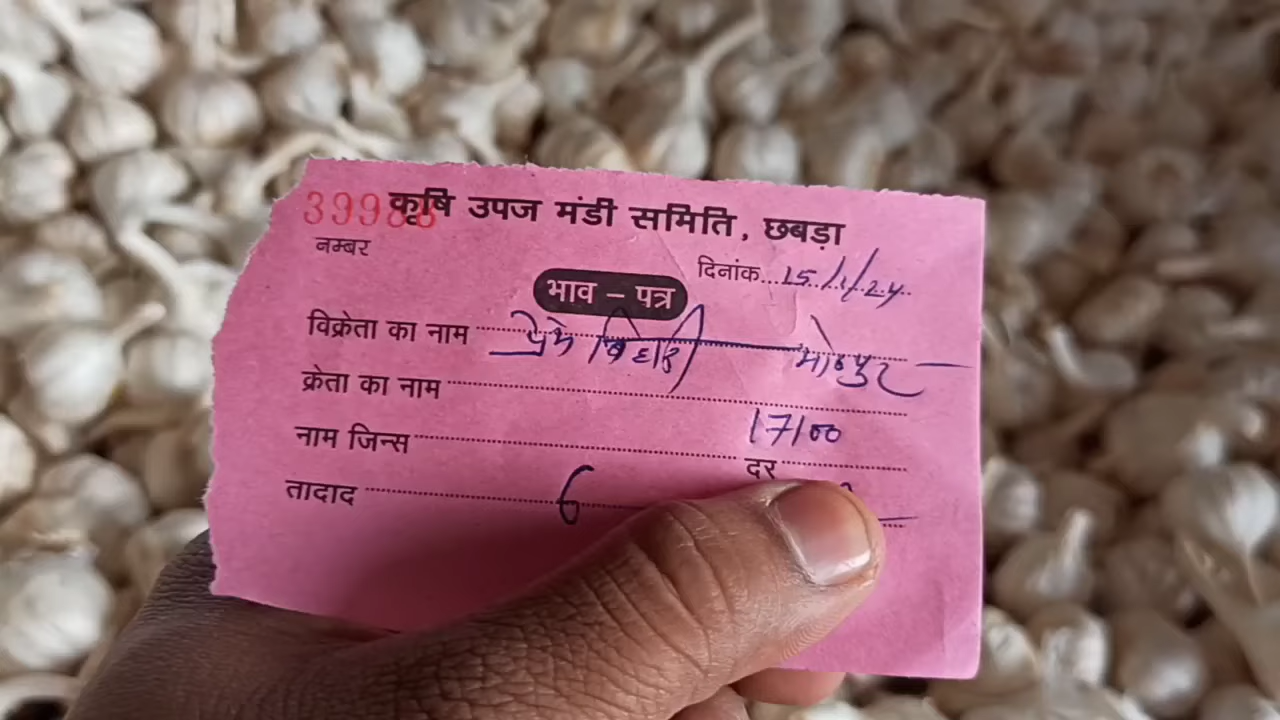 कृषि उपज मंडी समिति, छबड़ा
नम्बर
दिनांक... 15/1/24
भाव - पत्र
विक्रेता का नाम प्रेम बिहारी
क्रेता का नाम
17100
नाम जिन्स दर
तादाद 6